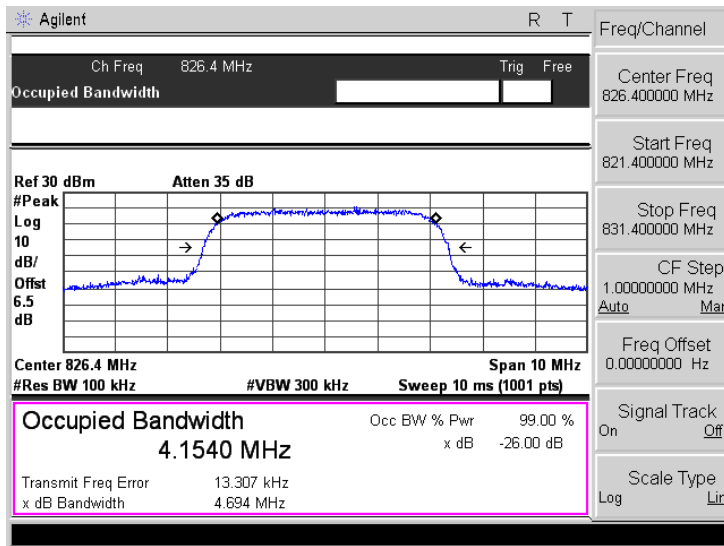 Agilent R T
Freq/Channel
Ch Freq 826.4 MHz Trig Free
Occupied Bandwidth
Center Freq
826.400000 MHz
Start Freq
821.400000 MHz
Stop Freq
831.400000 MHz
CF Step
1.00000000 MHz
Auto Man
Freq Offset
0.00000000 Hz
Signal Track
On Off
Scale Type
Log Lin
Ref 30 dBm Atten 35 dB
#Peak
Log
10
dB/
Offst
6.5
dB
Center 826.4 MHz Span 10 MHz
#Res BW 100 kHz #VBW 300 kHz Sweep 10 ms (1001 pts)
Occupied Bandwidth Occ BW % Pwr 99.00 %
4.1540 MHz x dB -26.00 dB
Transmit Freq Error 13.307 kHz
x dB Bandwidth 4.694 MHz